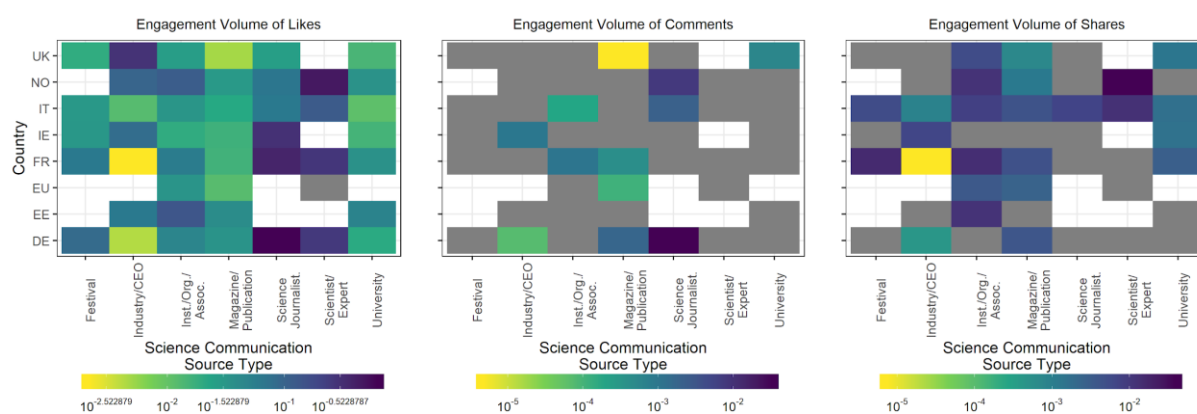 Engagement Volume of Likes
Engagement Volume of Comments
Engagement Volume of Shares
Country
UK
NO
IT
IE
FR
EU
EE
DE
Festival
Industry/CEO
Inst./Org./
Assoc.
Magazine/
Publication
Science
Journalist.
Scientist/
Expert
University
Festival
Industry/CEO
Inst./Org./
Assoc.
Magazine/
Publication
Science
Journalist.
Scientist/
Expert
University
Festival
Industry/CEO
Inst./Org./
Assoc.
Magazine/
Publication
Science
Journalist.
Scientist/
Expert
University
Science Communication
Source Type
Science Communication
Source Type
Science Communication
Source Type
10^-2.522879 10^-2 10^-1.522879 10^-1 10^-0.5228787
10^-5 10^-4 10^-3 10^-2
10^-5 10^-4 10^-3 10^-2